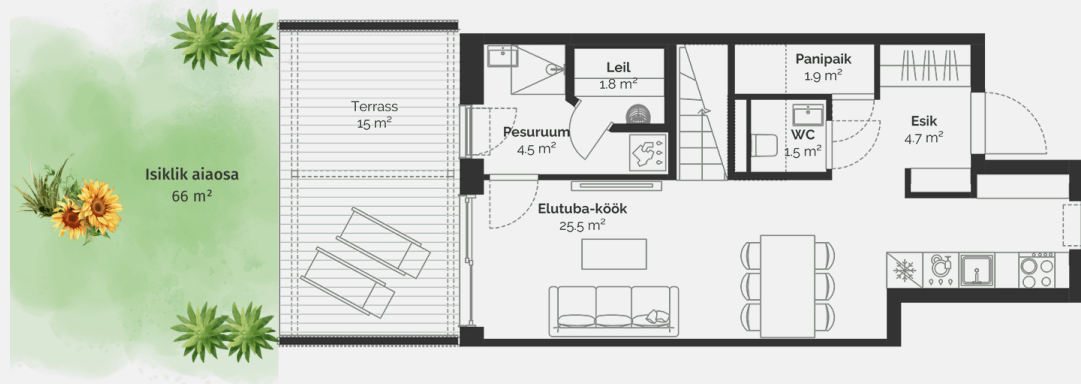 Isiklik aiaosa
66 m²
Terrass
15 m²
Pesuruum
4.5 m²
Leil
1.8 m²
Panipaik
1.9 m²
WC
1.5 m²
Esik
4.7 m²
Elutuba-köök
25.5 m²